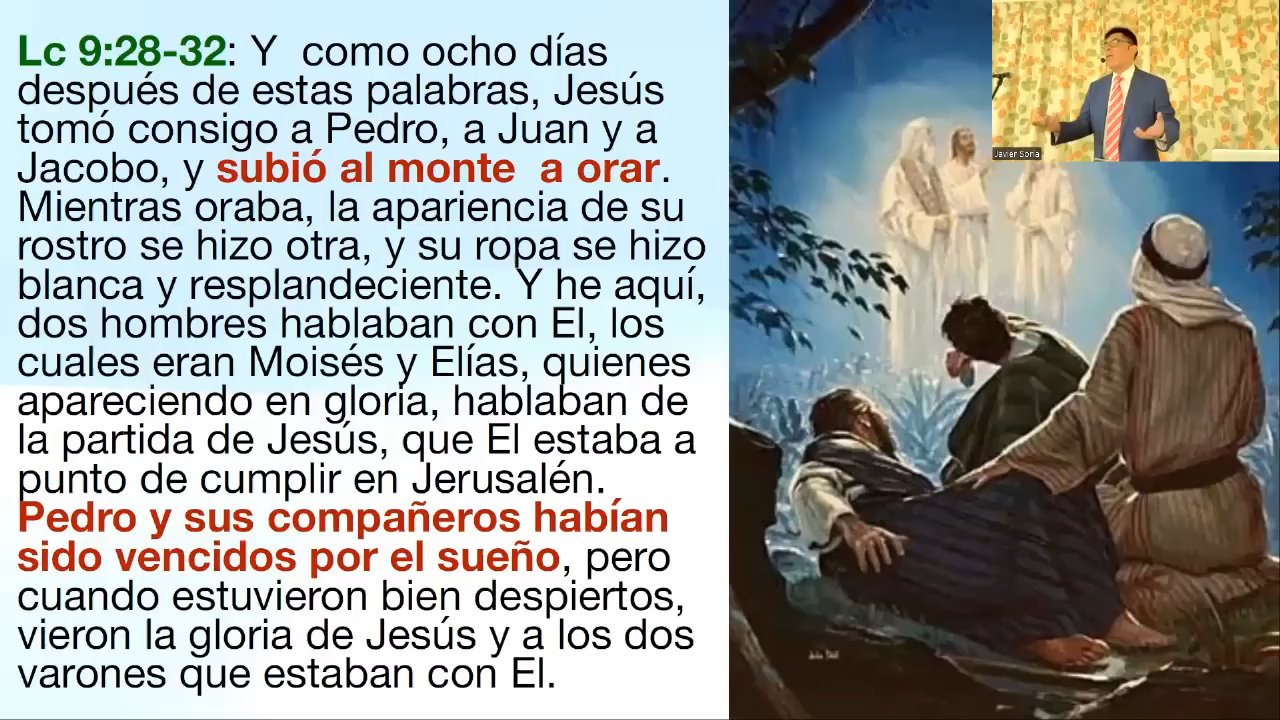 Lc 9:28-32: Y como ocho días
después de estas palabras, Jesús
tomó consigo a Pedro, a Juan y a
Jacobo, y subió al monte a orar.
Mientras oraba, la apariencia de su
rostro se hizo otra, y su ropa se hizo
blanca y resplandeciente. Y he aquí,
dos hombres hablaban con El, los
cuales eran Moisés y Elías, quienes
apareciendo en gloria, hablaban de
la partida de Jesús, que El estaba a
punto de cumplir en Jerusalén.
Pedro y sus compañeros habían
sido vencidos por el sueño, pero
cuando estuvieron bien despiertos,
vieron la gloria de Jesús y a los dos
varones que estaban con El.
Javier Soria